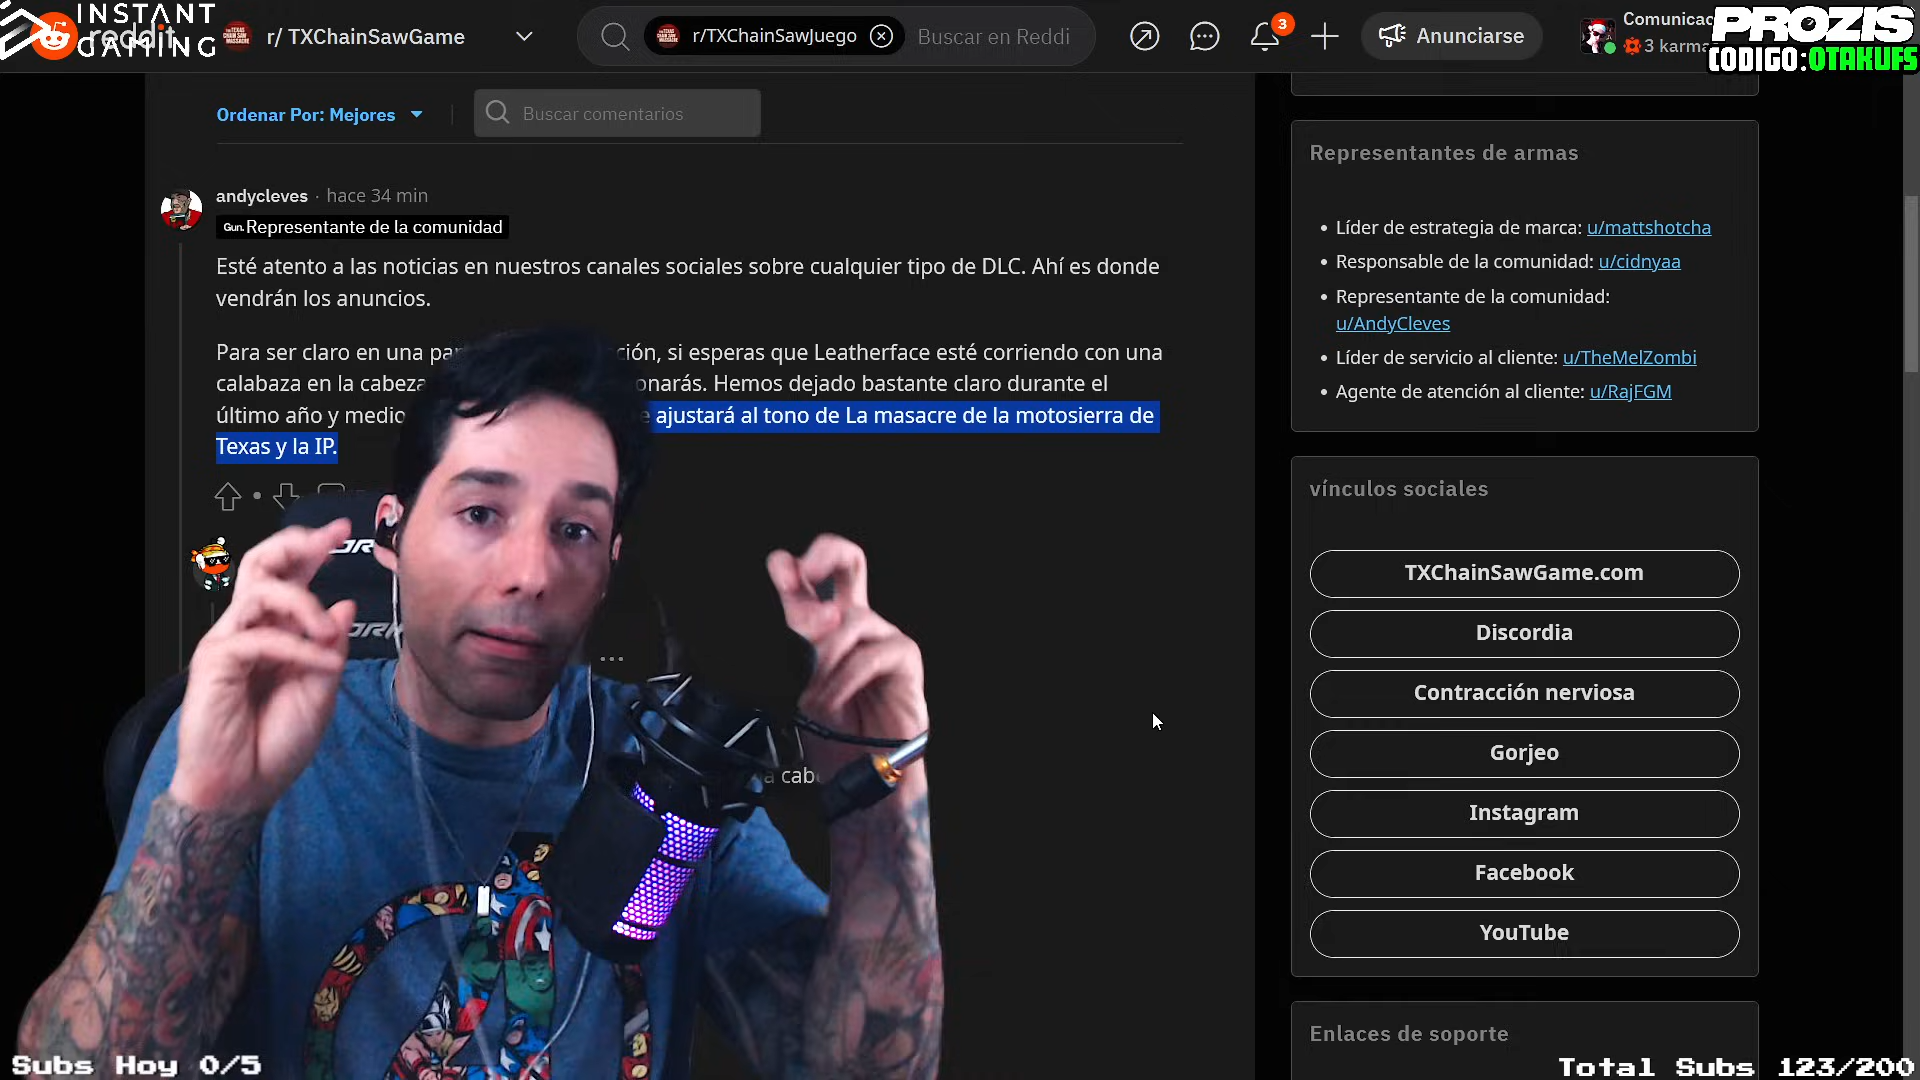 INSTANT
GAMING
reddit
r/ TXChainSawGame
r/TXChainSawJuego
Buscar en Reddi
3
Anunciarse
Comunicac
3 karma
PROZIS
CODIGO:OTAKUFS
Ordenar Por: Mejores
Buscar comentarios
andycleves · hace 34 min
Gun. Representante de la comunidad
Esté atento a las noticias en nuestros canales sociales sobre cualquier tipo de DLC. Ahí es donde
vendrán los anuncios.
Para ser claro en una par ción, si esperas que Leatherface esté corriendo con una
calabaza en la cabeza onarás. Hemos dejado bastante claro durante el
último año y medio e ajustará al tono de La masacre de la motosierra de
Texas y la IP.
a cab
Representantes de armas
• Líder de estrategia de marca: u/mattshotcha
• Responsable de la comunidad: u/cidnyaa
• Representante de la comunidad:
u/AndyCleves
• Líder de servicio al cliente: u/TheMelZombi
• Agente de atención al cliente: u/RajFGM
vínculos sociales
TXChainSawGame.com
Discordia
Contracción nerviosa
Gorjeo
Instagram
Facebook
YouTube
Enlaces de soporte
Subs Hoy 0/5
Total Subs 123/200